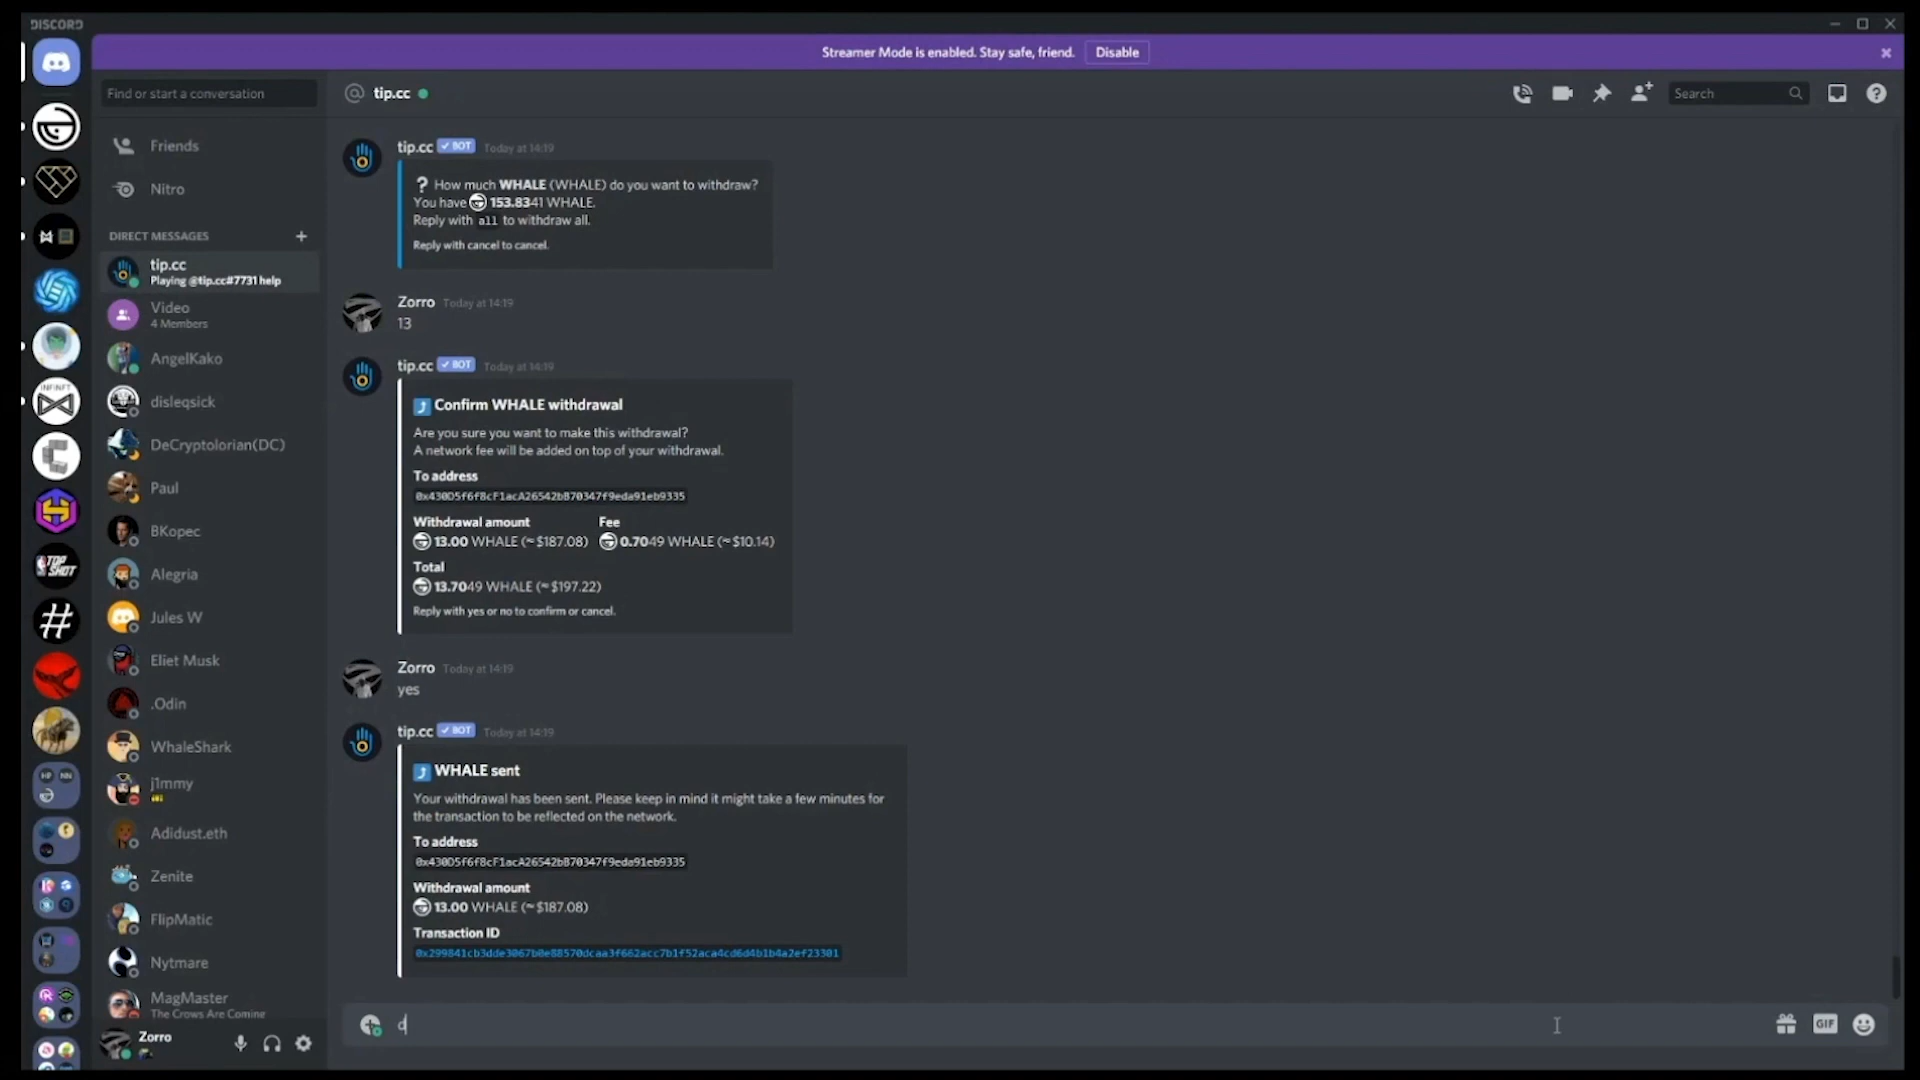 DISCORD
Streamer Mode is enabled. Stay safe, friend.
Disable
Find or start a conversation
@ tip.cc
Search
Friends
Nitro
DIRECT MESSAGES
tip.cc
Playing @tip.cc#7731 help
Video
4 Members
AngelKako
disleqsick
DeCryptolorian(DC)
Paul
BKopec
Alegria
Jules W
Eliet Musk
.Odin
WhaleShark
j1mmy
Adidust.eth
Zenite
FlipMatic
Nytmare
MagMaster
The Crows Are Coming
Zorro
INFINFT
TOP SHOT
#
tip.cc BOT Today at 14:19
? How much WHALE (WHALE) do you want to withdraw?
You have 153.8341 WHALE.
Reply with all to withdraw all.
Reply with cancel to cancel.
Zorro Today at 14:19
13
tip.cc BOT Today at 14:19
Confirm WHALE withdrawal
Are you sure you want to make this withdrawal?
A network fee will be added on top of your withdrawal.
To address
0x430D5f6f8cF1acA26542bB70347f9eda91eb9335
Withdrawal amount Fee
13.00 WHALE (≈$187.08) 0.7049 WHALE (≈$10.14)
Total
13.7049 WHALE (≈$197.22)
Reply with yes or no to confirm or cancel.
Zorro Today at 14:19
yes
tip.cc BOT Today at 14:19
WHALE sent
Your withdrawal has been sent. Please keep in mind it might take a few minutes for
the transaction to be reflected on the network.
To address
0x430D5f6f8cF1acA26542bB70347f9eda91eb9335
Withdrawal amount
13.00 WHALE (≈$187.08)
Transaction ID
0x299841cb3dde3067b0e88570dcaa3f662acc7b1f52aca4cd6d4b1b4a2ef23301
d
GIF